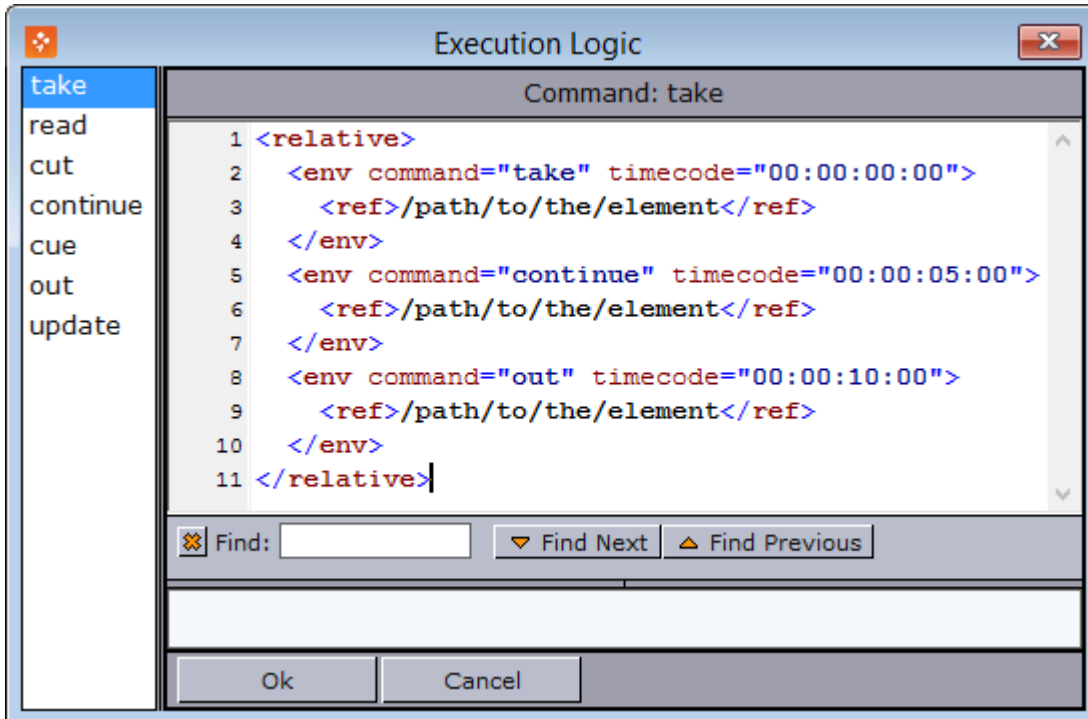 Execution Logic
take
read
cut
continue
cue
out
update
Command: take
1 <relative>
2   <env command="take" timecode="00:00:00:00">
3     <ref>/path/to/the/element</ref>
4   </env>
5   <env command="continue" timecode="00:00:05:00">
6     <ref>/path/to/the/element</ref>
7   </env>
8   <env command="out" timecode="00:00:10:00">
9     <ref>/path/to/the/element</ref>
10   </env>
11 </relative>
Find: Find Next Find Previous
Ok Cancel